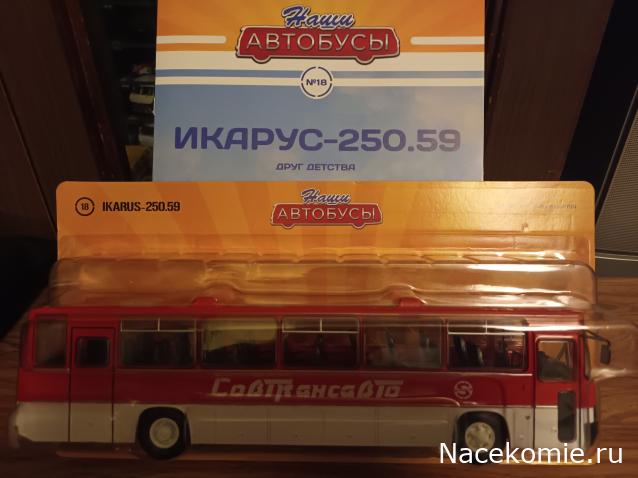 Наши
АВТОБУСЫ
№18
ИКАРУС-250.59
ДРУГ ДЕТСТВА
18 IKARUS-250.59
Наши
АВТОБУСЫ
СовТрансавто
S
Nacekomie.ru